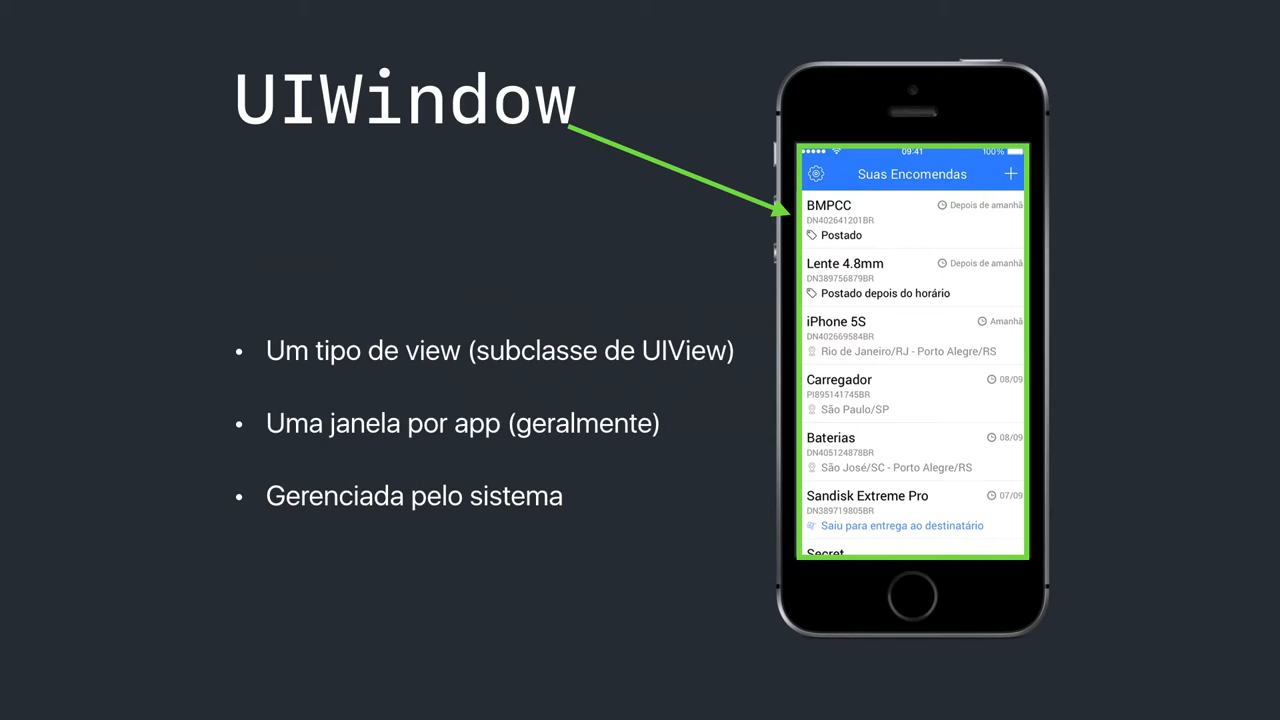 UIWindow
• Um tipo de view (subclasse de UIView)
• Uma janela por app (geralmente)
• Gerenciada pelo sistema
09:41
100%
Suas Encomendas
BMPCC
Depois de amanhã
DN402641201BR
Postado
Lente 4.8mm
Depois de amanhã
DN389756879BR
Postado depois do horário
iPhone 5S
Amanhã
DN402669584BR
Rio de Janeiro/RJ - Porto Alegre/RS
Carregador
08/09
PI895141745BR
São Paulo/SP
Baterias
08/09
DN405124878BR
São José/SC - Porto Alegre/RS
Sandisk Extreme Pro
07/09
DN389719805BR
Saiu para entrega ao destinatário
Secret